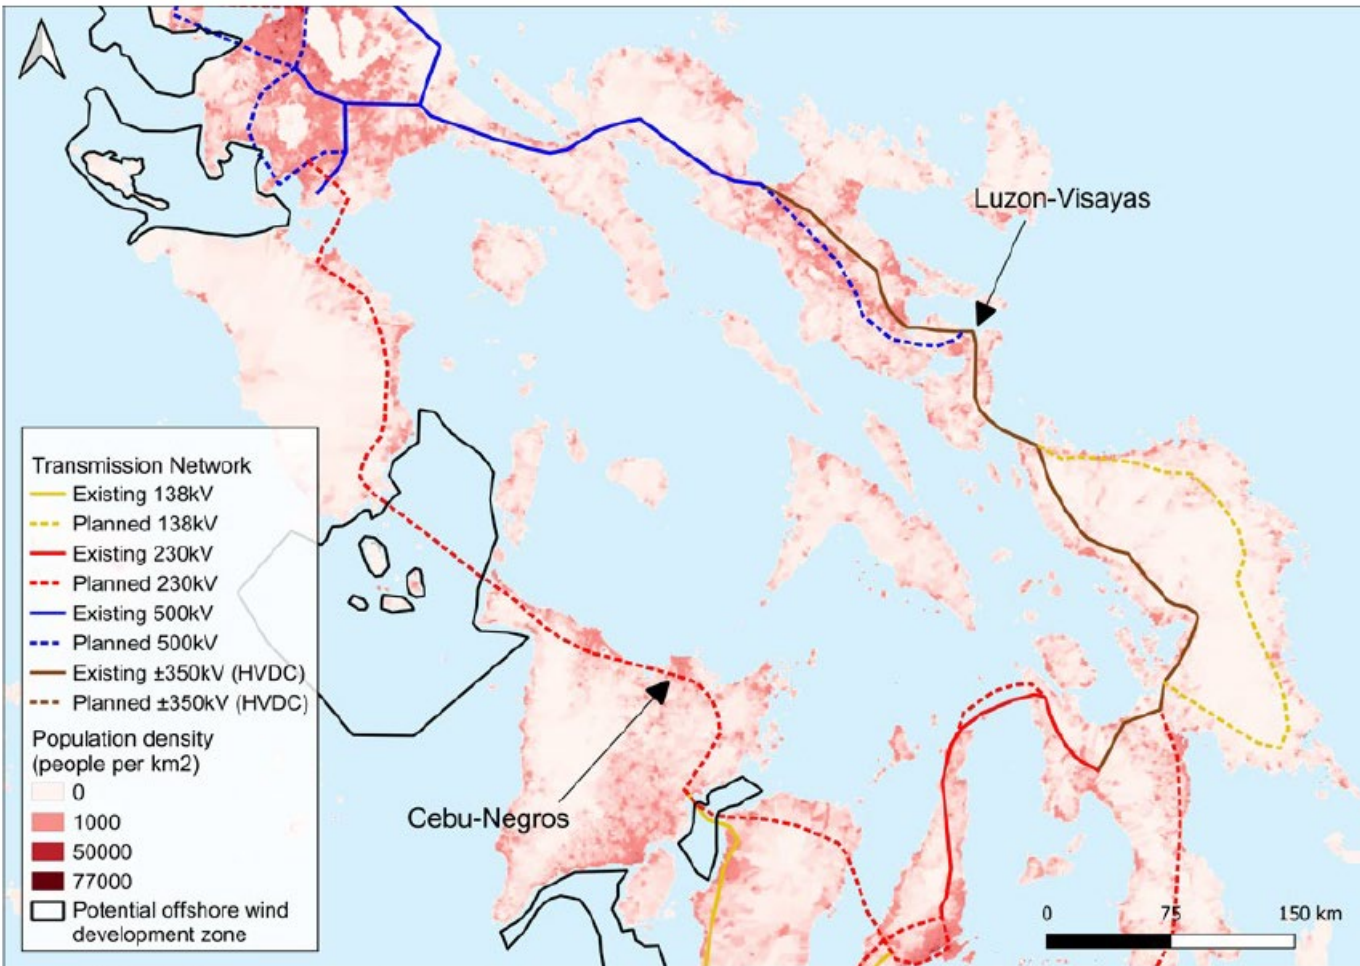 Luzon-Visayas
Transmission Network
Existing 138kV
Planned 138kV
Existing 230kV
Planned 230kV
Existing 500kV
Planned 500kV
Existing ±350kV (HVDC)
Planned ±350kV (HVDC)
Population density
(people per km2)
0
1000
50000
77000
Potential offshore wind
development zone
Cebu-Negros
0 75 150 km